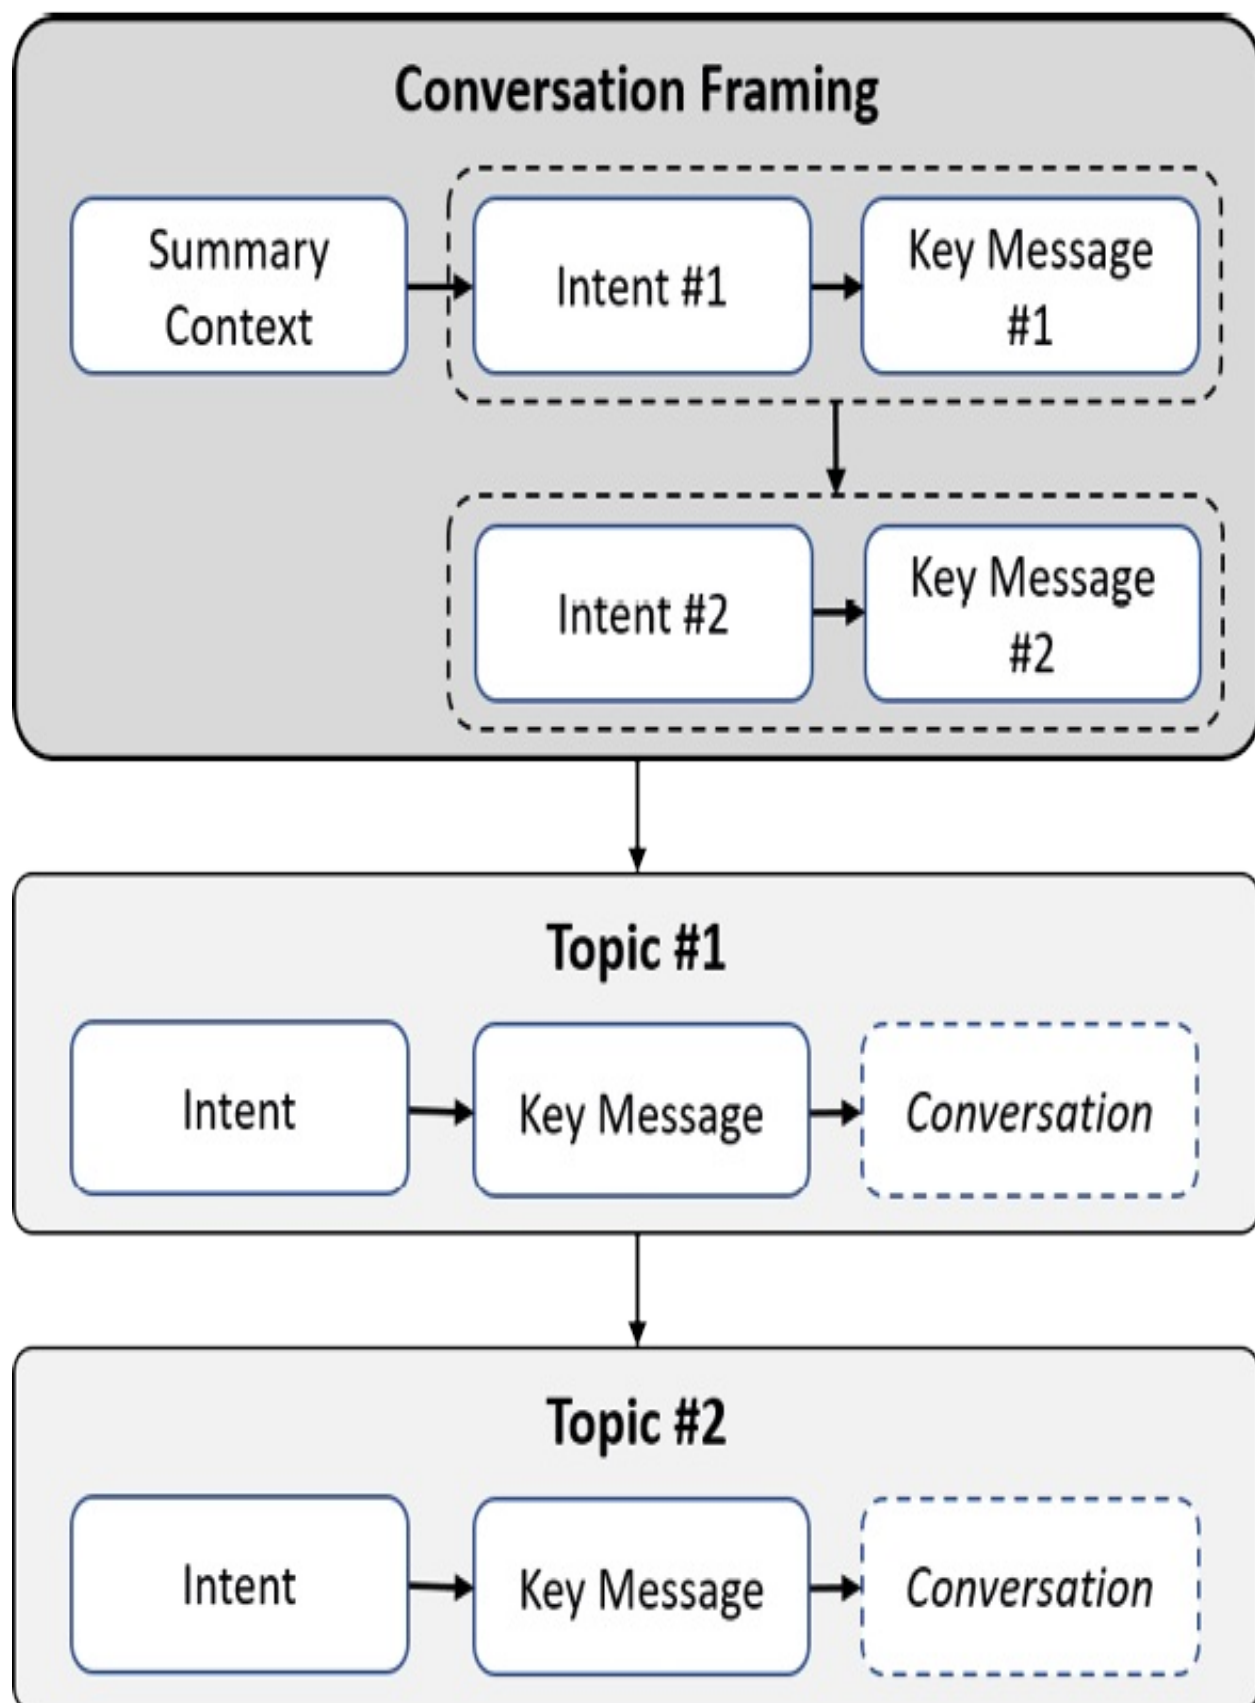 Conversation Framing
Summary
Context
Intent #1
Key Message
#1
Intent #2
Key Message
#2
Topic #1
Intent
Key Message
Conversation
Topic #2
Intent
Key Message
Conversation